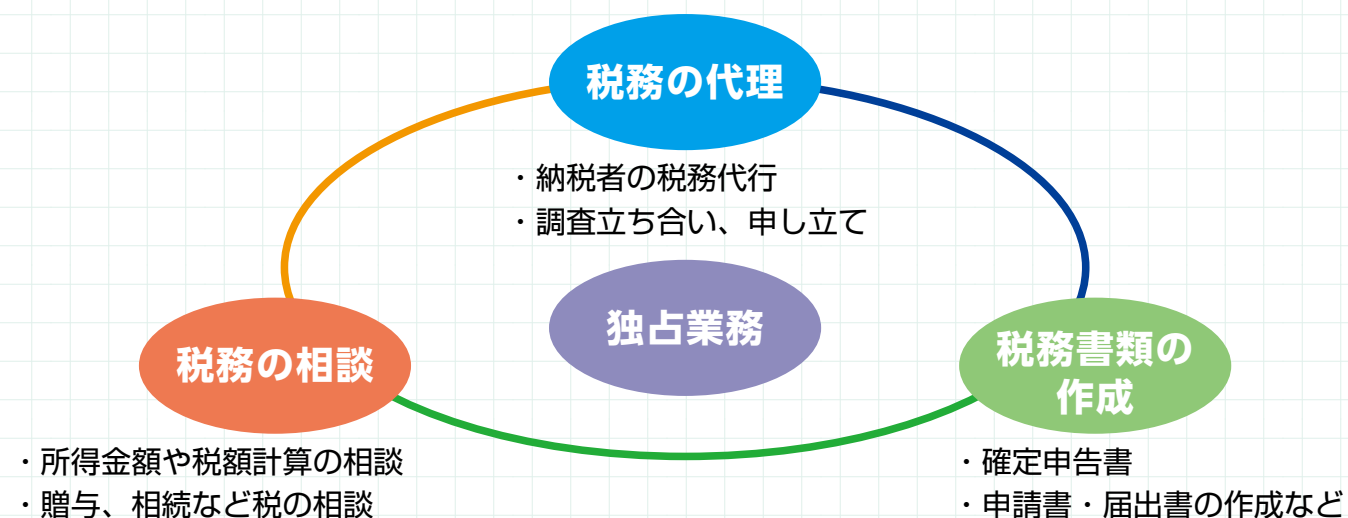 税務の代理
・納税者の税務代行
・調査立ち合い、申し立て
独占業務
税務の相談
・所得金額や税額計算の相談
・贈与、相続など税の相談
税務書類の
作成
・確定申告書
・申請書・届出書の作成など